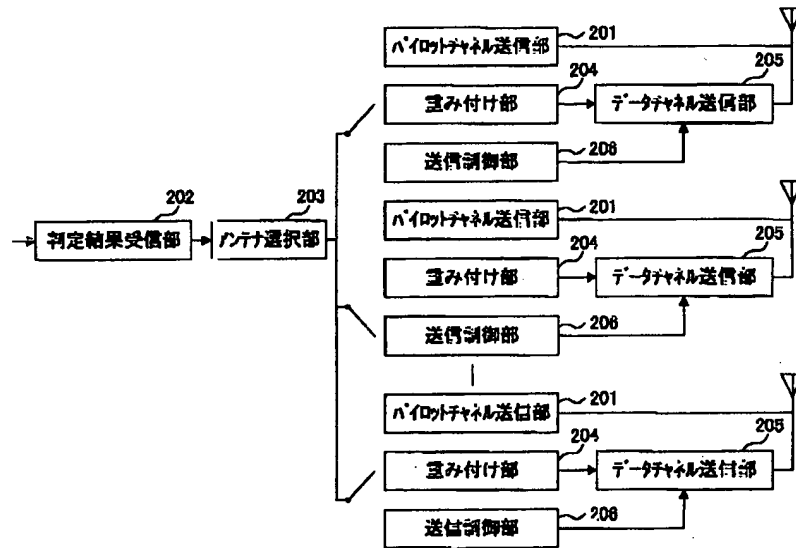 パイロットチャネル送信部
201
204
205
重み付け部
データチャネル送信部
送信制御部
206
202
203
判定結果受信部
アンテナ選択部
パイロットチャネル送信部
201
204
205
重み付け部
データチャネル送信部
送信制御部
206
パイロットチャネル送信部
201
204
205
重み付け部
データチャネル送信部
送信制御部
206